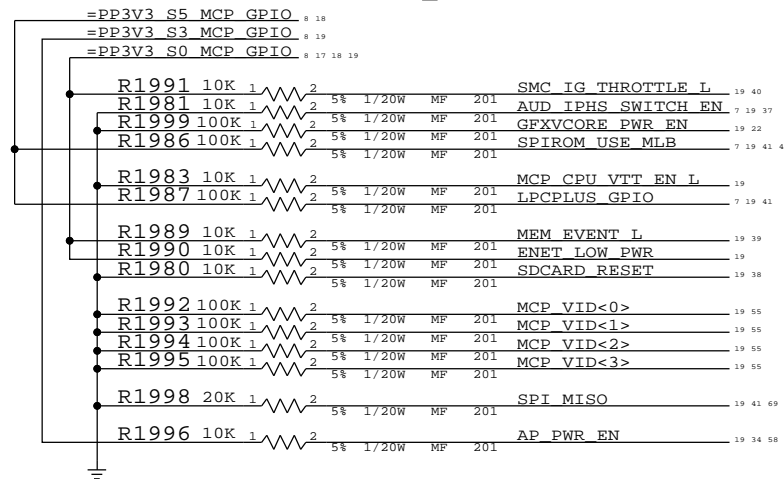 =PP3V3_S5_MCP_GPIO 8 18
=PP3V3_S3_MCP_GPIO 8 19
=PP3V3_S0_MCP_GPIO 8 17 18 19
R1991 10K 1 2 5% 1/20W MF 201 SMC_IG_THROTTLE_L 19 40
R1981 10K 1 2 5% 1/20W MF 201 AUD_IPHS_SWITCH_EN 7 19 37
R1999 100K 1 2 5% 1/20W MF 201 GFXVCORE_PWR_EN 19 22
R1986 100K 1 2 5% 1/20W MF 201 SPIROM_USE_MLB 7 19 41 4
R1983 10K 1 2 5% 1/20W MF 201 MCP_CPU_VTT_EN_L 19
R1987 100K 1 2 5% 1/20W MF 201 LPCPLUS_GPIO 7 19 41
R1989 10K 1 2 5% 1/20W MF 201 MEM_EVENT_L 19 39
R1990 10K 1 2 5% 1/20W MF 201 ENET_LOW_PWR 19
R1980 10K 1 2 5% 1/20W MF 201 SDCARD_RESET 19 38
R1992 100K 1 2 5% 1/20W MF 201 MCP_VID<0> 19 55
R1993 100K 1 2 5% 1/20W MF 201 MCP_VID<1> 19 55
R1994 100K 1 2 5% 1/20W MF 201 MCP_VID<2> 19 55
R1995 100K 1 2 5% 1/20W MF 201 MCP_VID<3> 19 55
R1998 20K 1 2 5% 1/20W MF 201 SPI_MISO 19 41 69
R1996 10K 1 2 5% 1/20W MF 201 AP_PWR_EN 19 34 58